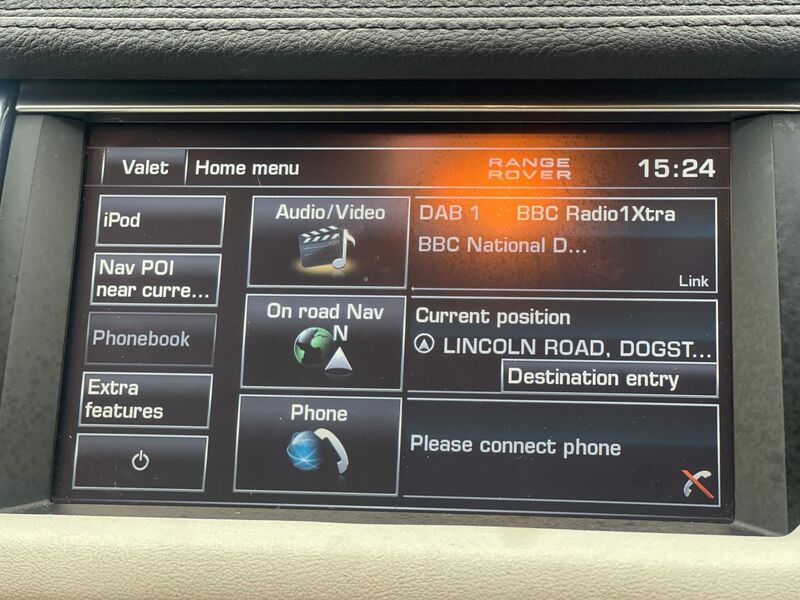 Valet
Home menu
RANGE
ROVER
15:24
iPod
Audio/Video
DAB 1
BBC Radio1Xtra
BBC National D...
Link
Nav POI
near curre...
On road Nav
N
Current position
LINCOLN ROAD, DOGST...
Destination entry
Phonebook
Extra
features
Phone
Please connect phone